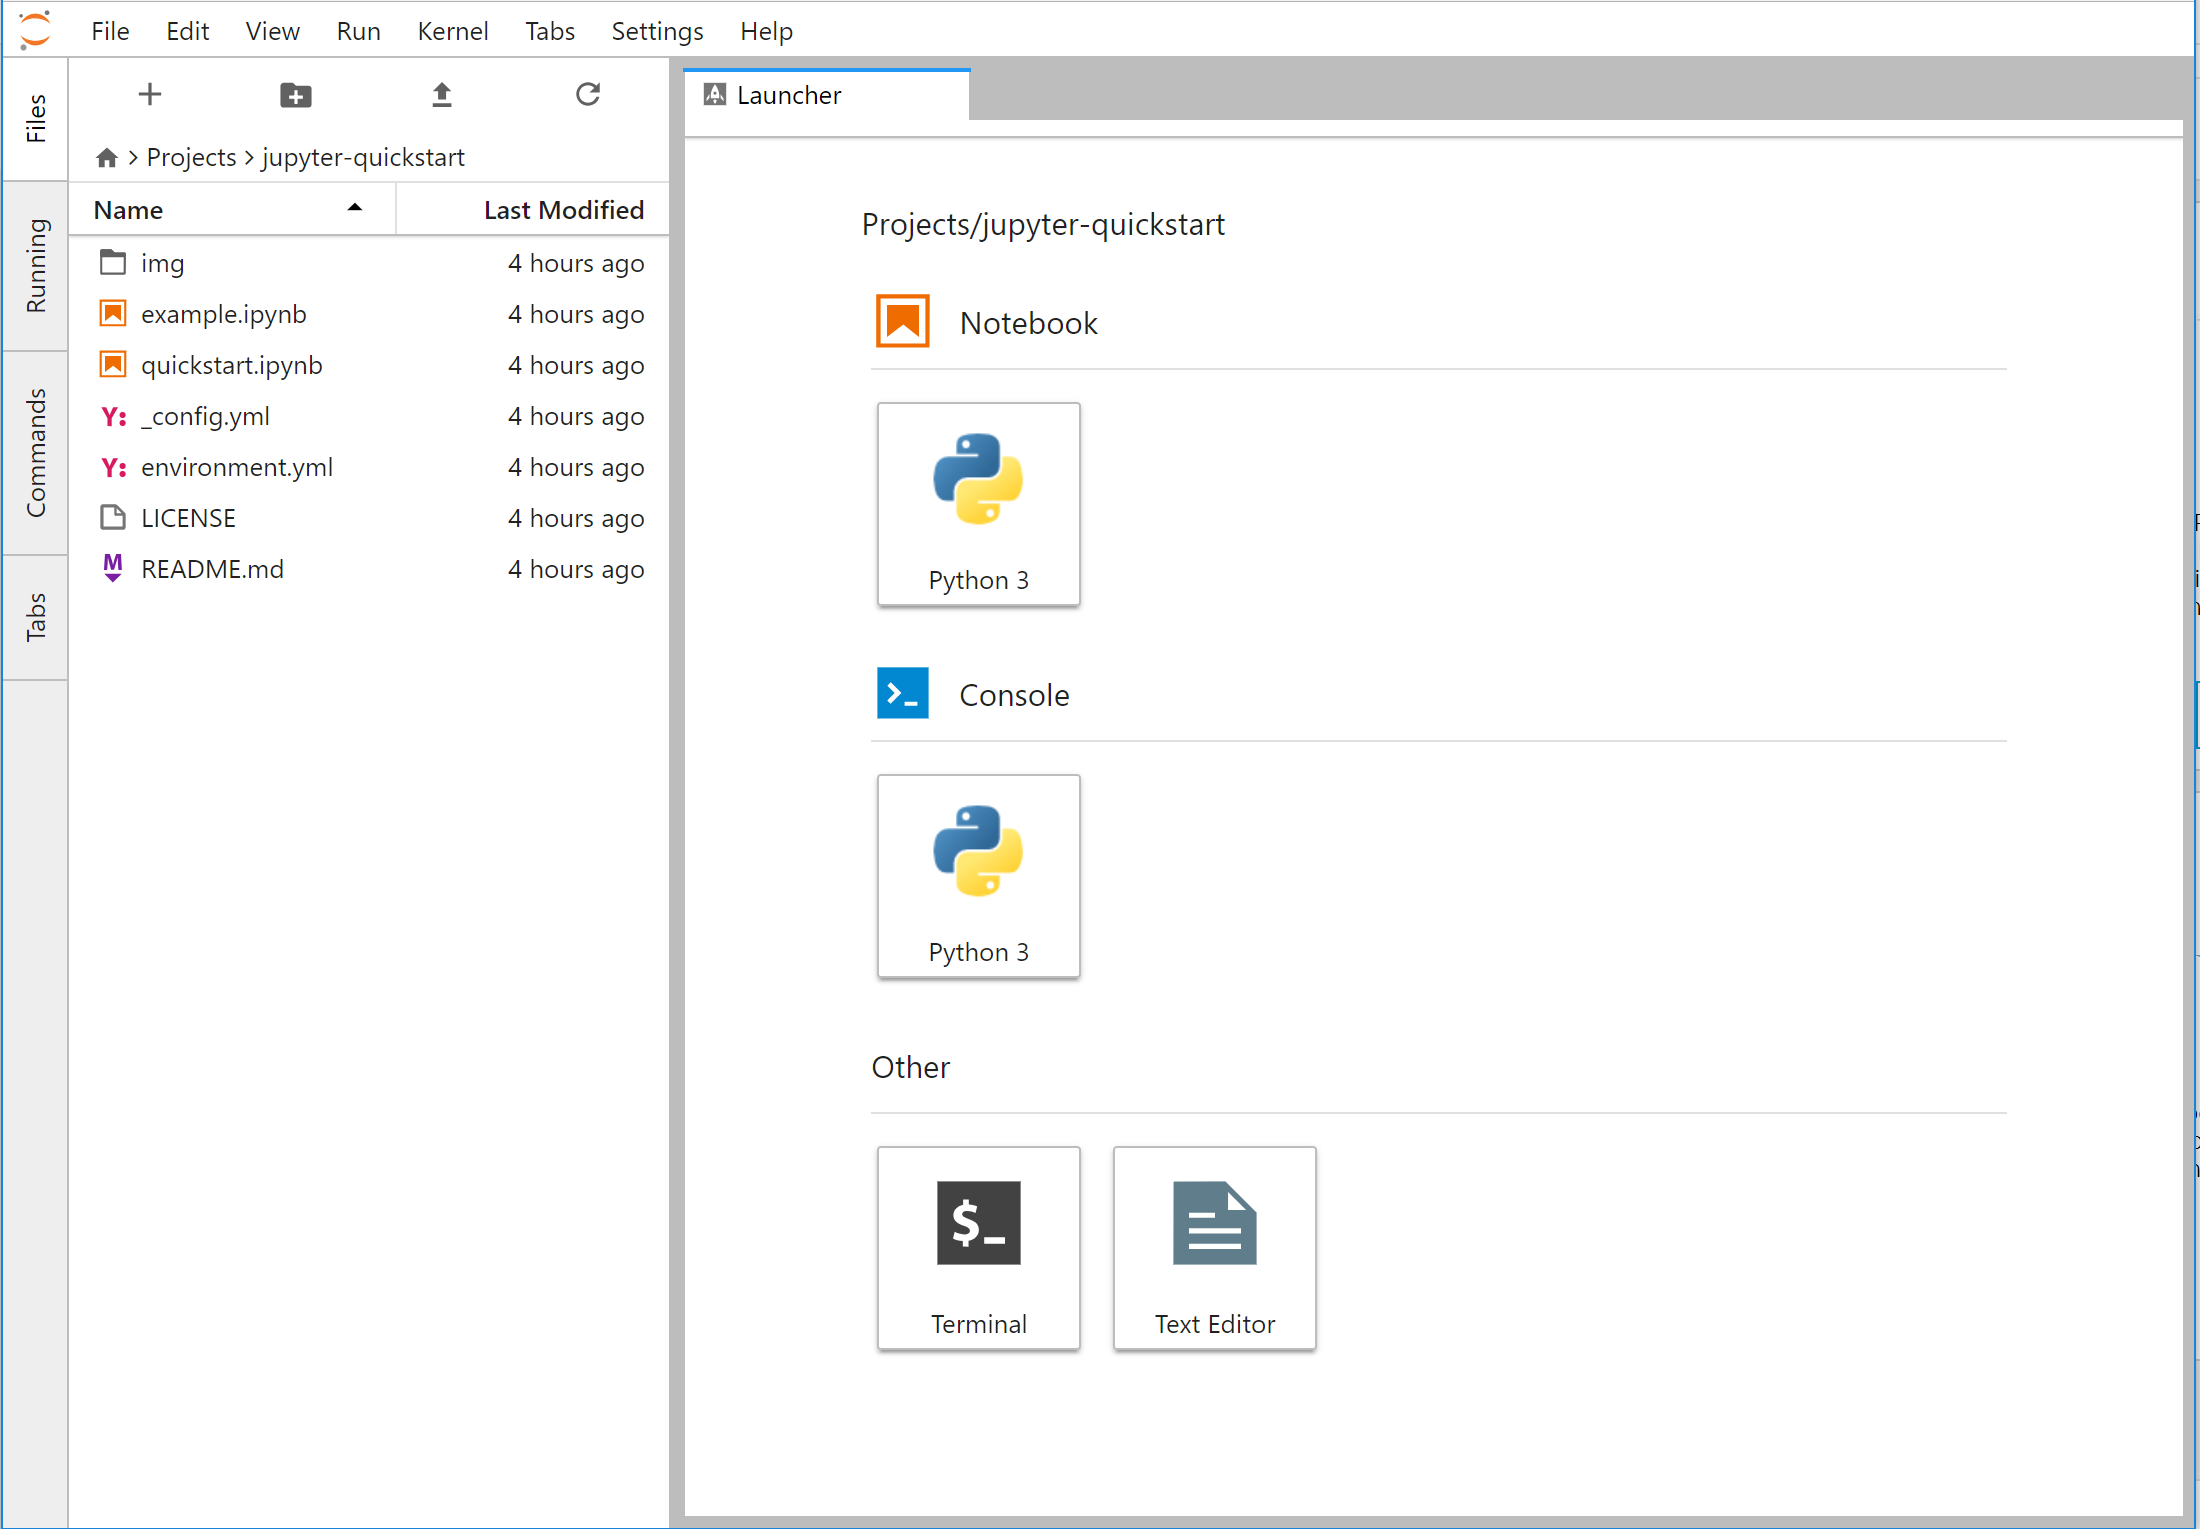 File Edit View Run Kernel Tabs Settings Help
Files
Running
Commands
Tabs
Projects jupyter-quickstart
Name Last Modified
img 4 hours ago
example.ipynb 4 hours ago
quickstart.ipynb 4 hours ago
Y: _config.yml 4 hours ago
Y: environment.yml 4 hours ago
LICENSE 4 hours ago
M README.md 4 hours ago
Launcher
Projects/jupyter-quickstart
Notebook
Python 3
Console
Python 3
Other
$_
Terminal
Text Editor